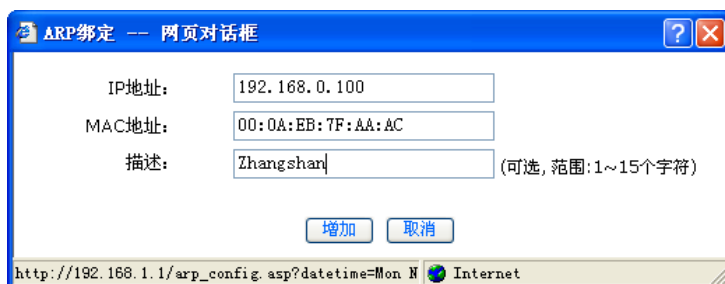 ARP绑定 -- 网页对话框
IP地址： 192.168.0.100
MAC地址： 00:0A:EB:7F:AA:AC
描述： Zhangshan (可选,范围:1~15个字符)
增加 取消
http://192.168.1.1/arp_config.asp?datetime=Mon N Internet